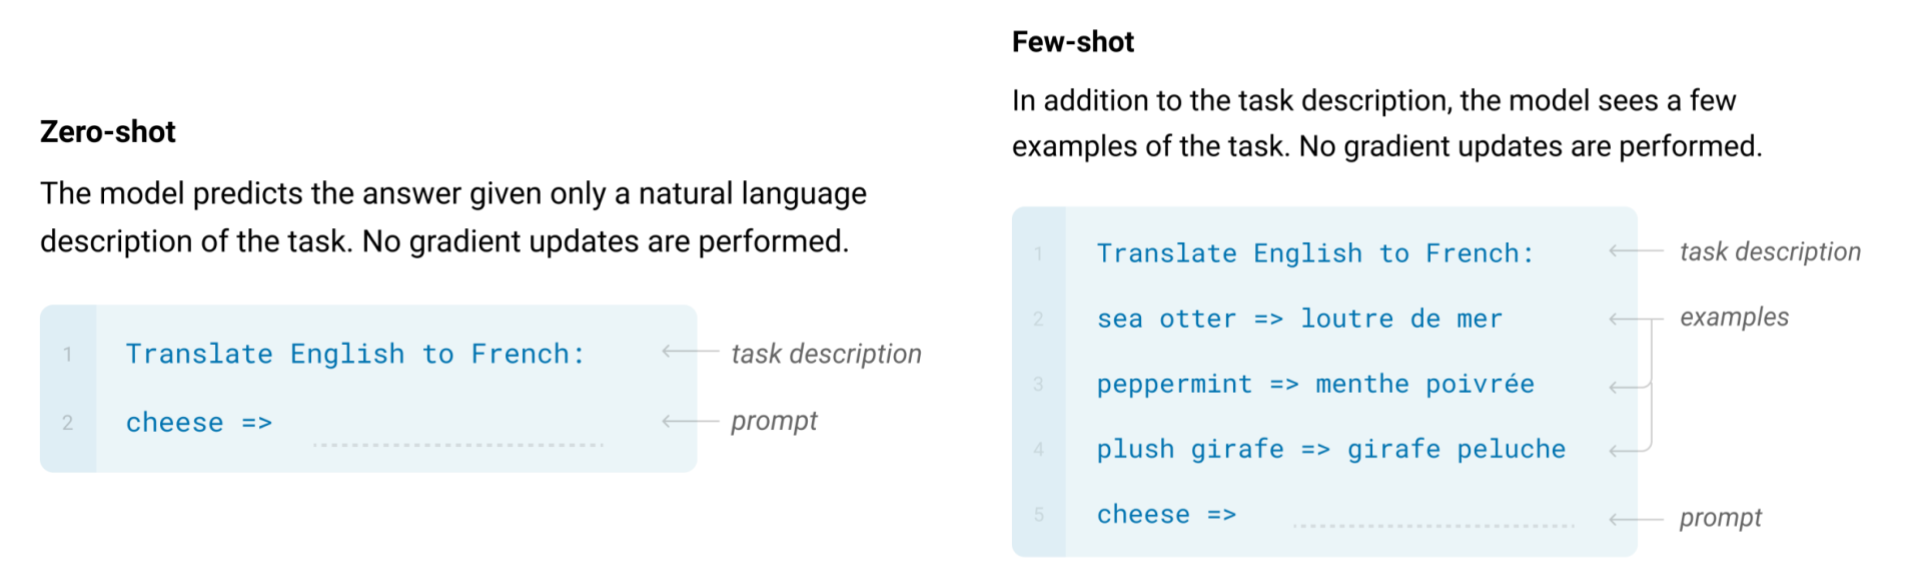 Zero-shot
The model predicts the answer given only a natural language
description of the task. No gradient updates are performed.
1 Translate English to French: task description
2 cheese => prompt
Few-shot
In addition to the task description, the model sees a few
examples of the task. No gradient updates are performed.
1 Translate English to French: task description
2 sea otter => loutre de mer examples
3 peppermint => menthe poivrée
4 plush girafe => girafe peluche
5 cheese => prompt